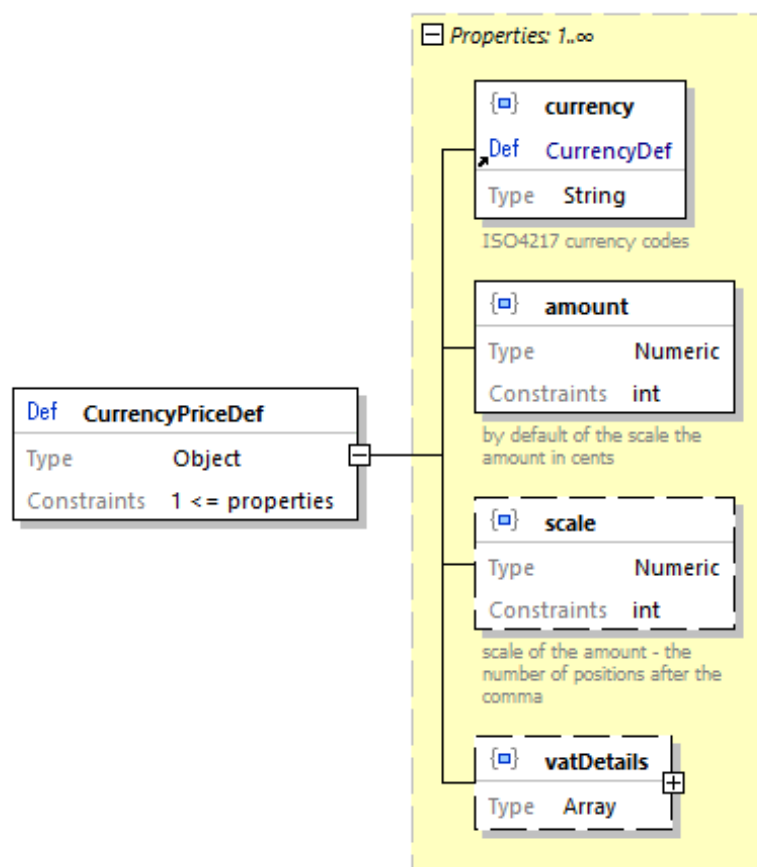 Properties: 1..∞
currency
Def CurrencyDef
Type String
ISO4217 currency codes
amount
Type Numeric
Constraints int
by default of the scale the
amount in cents
Def CurrencyPriceDef
Type Object
Constraints 1 <= properties
scale
Type Numeric
Constraints int
scale of the amount - the
number of positions after the
comma
vatDetails
Type Array